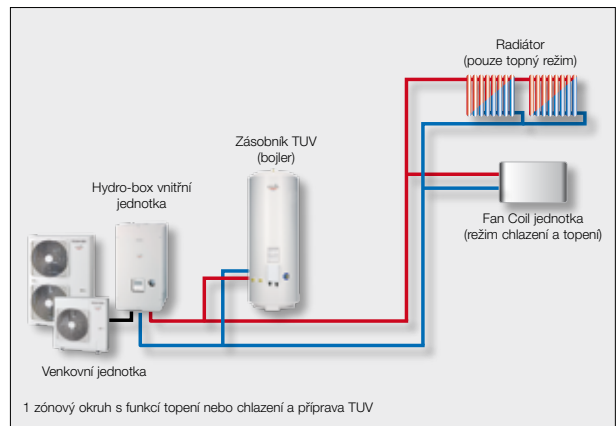 Radiátor
(pouze topný režim)
Zásobník TUV
(bojler)
Hydro-box vnitřní
jednotka
Fan Coil jednotka
(režim chlazení a topení)
Venkovní jednotka
1 zónový okruh s funkcí topení nebo chlazení a příprava TUV